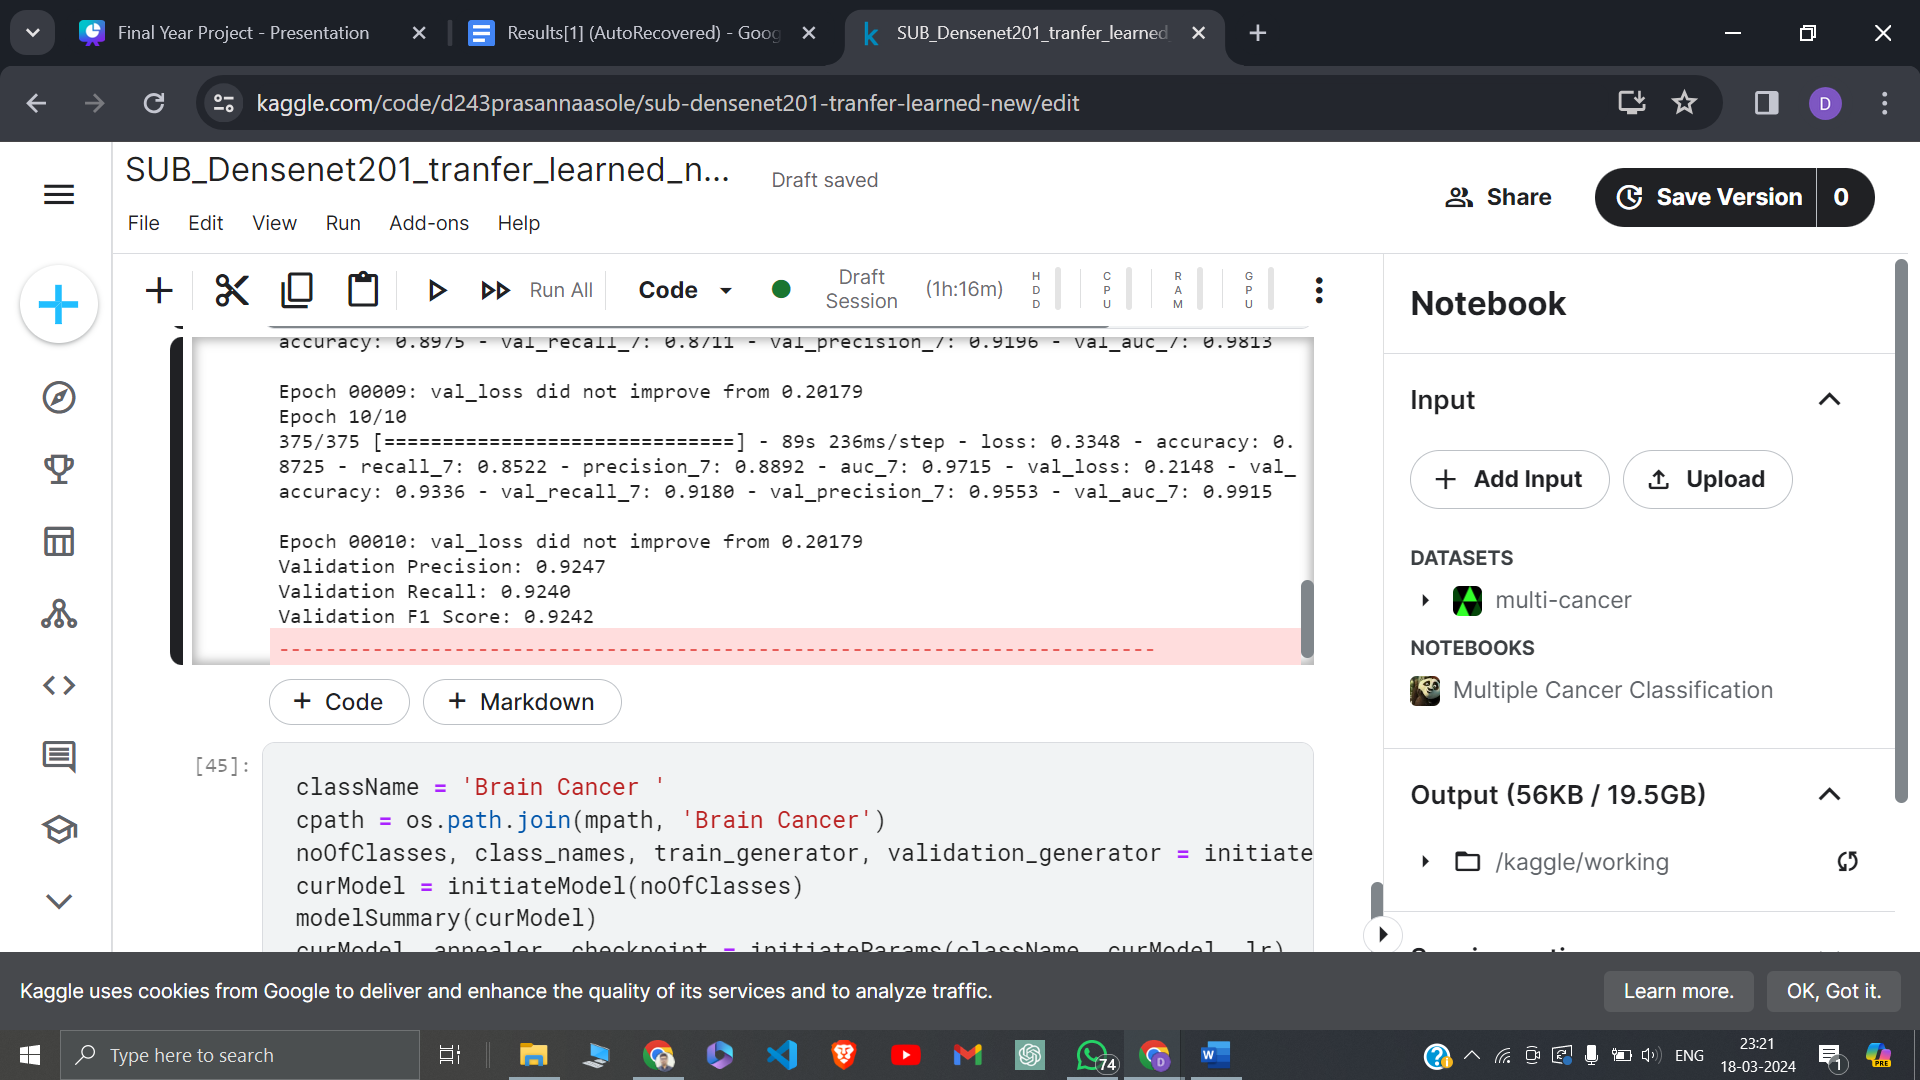 Final Year Project - Presentation
Results[1] (AutoRecovered) - Goog
SUB_Densenet201_tranfer_learned_
kaggle.com/code/d243prasannaasole/sub-densenet201-tranfer-learned-new/edit
D
SUB_Densenet201_tranfer_learned_n...
Draft saved
Share
Save Version
0
File
Edit
View
Run
Add-ons
Help
Run All
Code
Draft
Session
(1h:16m)
HDD
CPU
RAM
GPU
accuracy: 0.8975 - val_recall_7: 0.8711 - val_precision_7: 0.9196 - val_auc_7: 0.9813
Epoch 00009: val_loss did not improve from 0.20179
Epoch 10/10
375/375 [==============================] - 89s 236ms/step - loss: 0.3348 - accuracy: 0.
8725 - recall_7: 0.8522 - precision_7: 0.8892 - auc_7: 0.9715 - val_loss: 0.2148 - val_
accuracy: 0.9336 - val_recall_7: 0.9180 - val_precision_7: 0.9553 - val_auc_7: 0.9915
Epoch 00010: val_loss did not improve from 0.20179
Validation Precision: 0.9247
Validation Recall: 0.9240
Validation F1 Score: 0.9242
---------------------------------------------------------------------------
+ Code
+ Markdown
[45]:
className = 'Brain Cancer '
cpath = os.path.join(mpath, 'Brain Cancer')
noOfClasses, class_names, train_generator, validation_generator = initiate
curModel = initiateModel(noOfClasses)
modelSummary(curModel)
curModel, annealer, checkpoint = initiateParams(className, curModel, lr)
Notebook
Input
+ Add Input
Upload
DATASETS
multi-cancer
NOTEBOOKS
Multiple Cancer Classification
Output (56KB / 19.5GB)
/kaggle/working
Kaggle uses cookies from Google to deliver and enhance the quality of its services and to analyze traffic.
Learn more.
OK, Got it.
Type here to search
74
D
ENG
23:21
18-03-2024
1
PRE